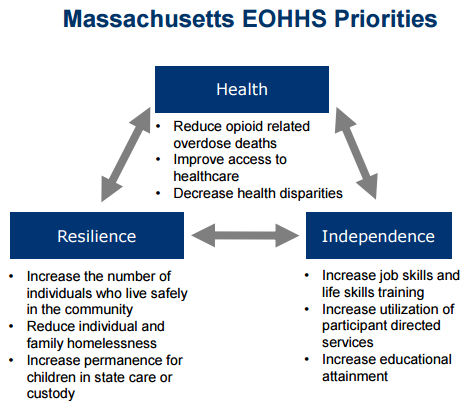 Massachusetts EOHHS Priorities
Health
• Reduce opioid related
overdose deaths
• Improve access to
healthcare
• Decrease health disparities
Resilience
• Increase the number of
individuals who live safely
in the community
• Reduce individual and
family homelessness
• Increase permanence for
children in state care or
custody
Independence
• Increase job skills and
life skills training
• Increase utilization of
participant directed
services
• Increase educational
attainment